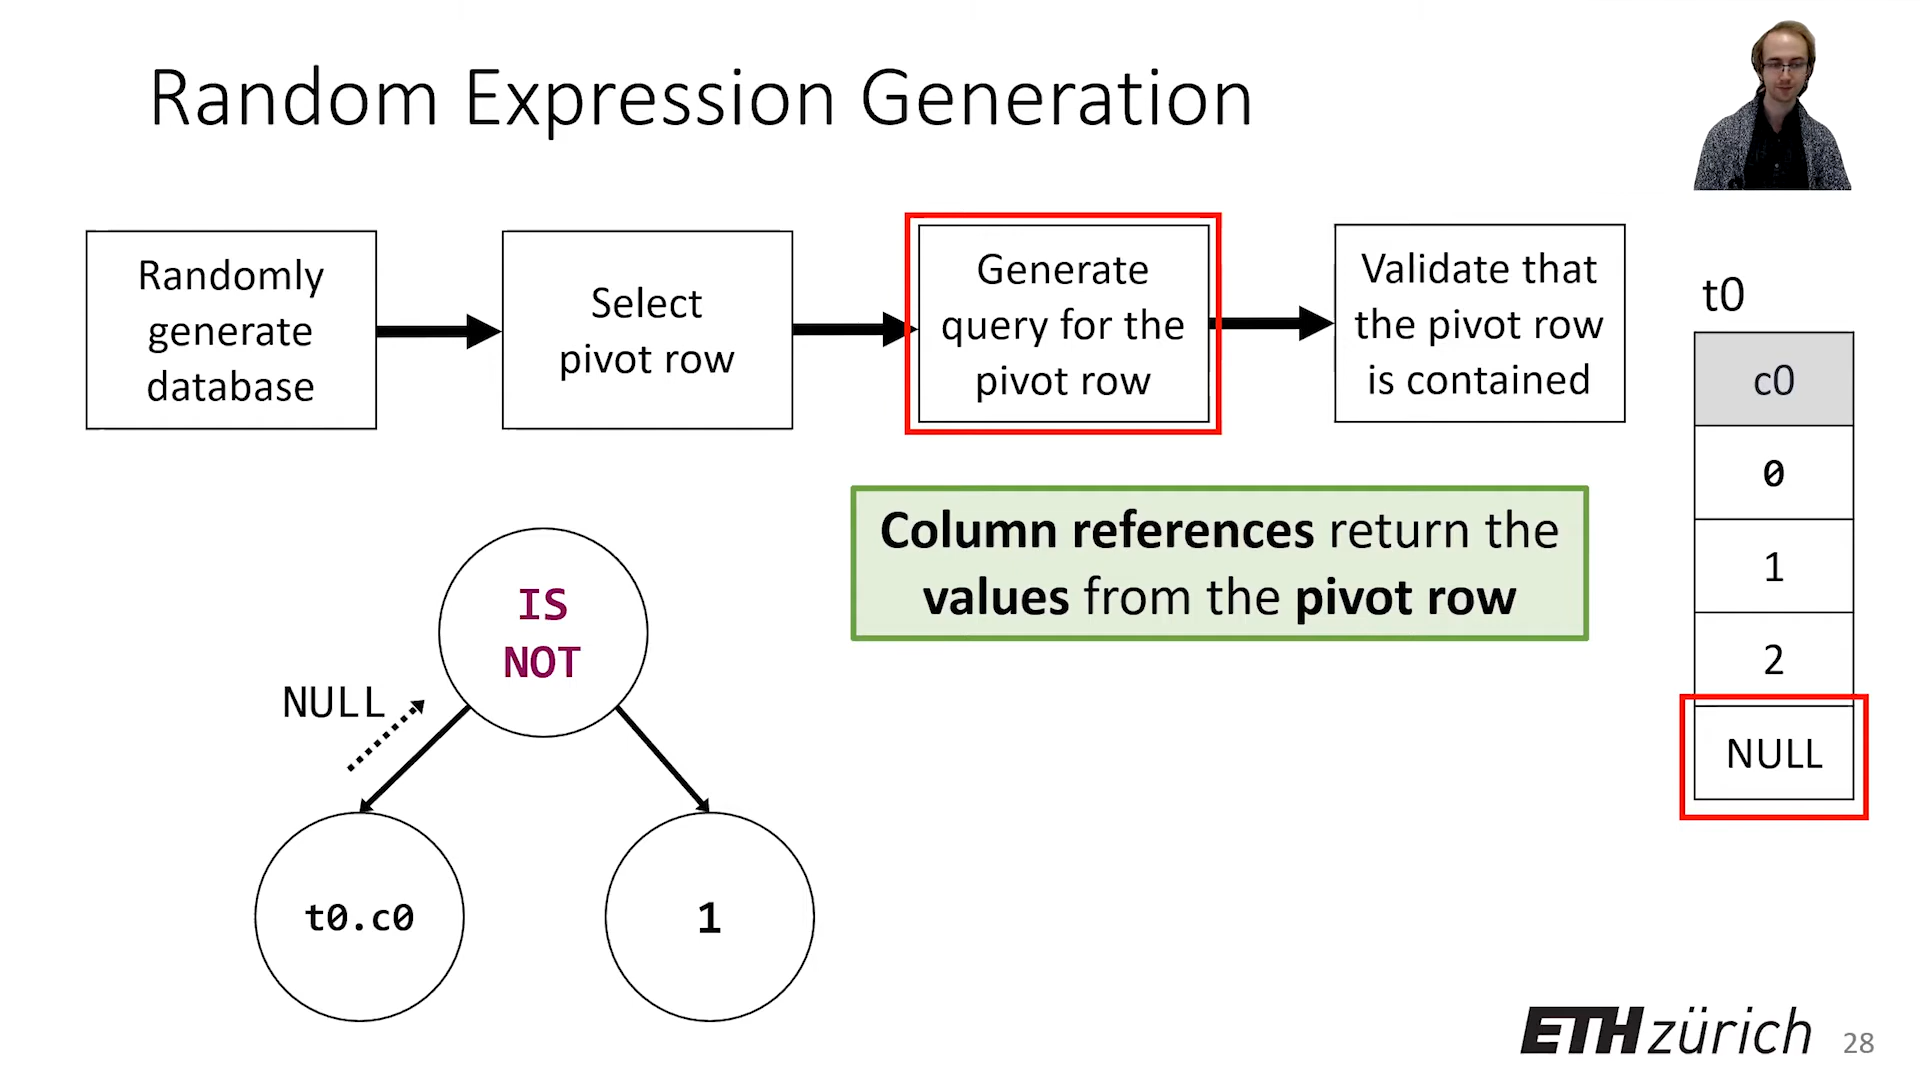 Random Expression Generation
Randomly
generate
database
Select
pivot row
Generate
query for the
pivot row
Validate that
the pivot row
is contained
t0
c0
0
1
2
NULL
Column references return the
values from the pivot row
IS
NOT
NULL
t0.c0
1
ETH zürich
28